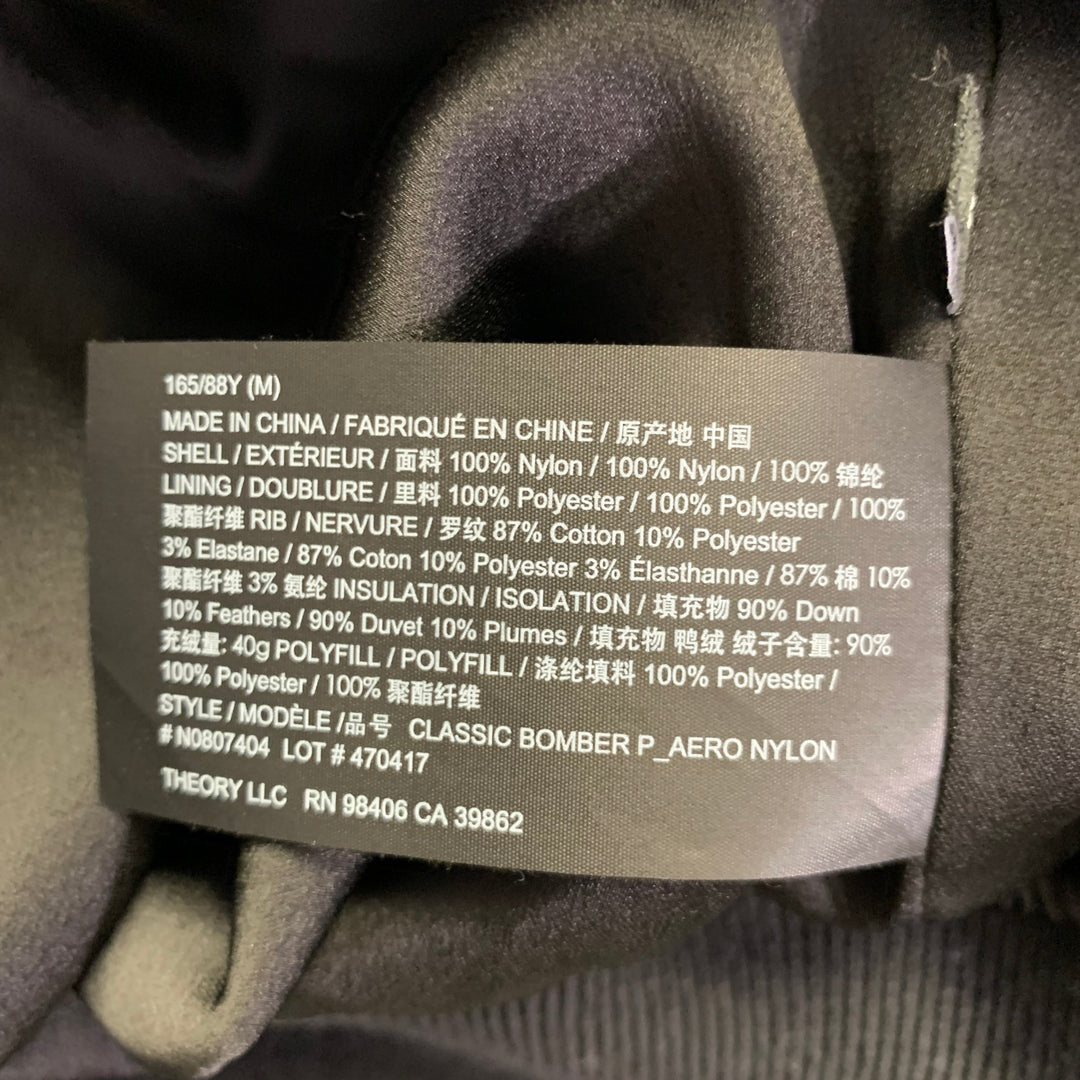 165/88Y (M)
MADE IN CHINA / FABRIQUÉ EN CHINE / 原产地 中国
SHELL / EXTÉRIEUR / 面料 100% Nylon / 100% Nylon / 100% 锦纶
LINING / DOUBLURE / 里料 100% Polyester / 100% Polyester / 100%
聚酯纤维 RIB / NERVURE / 罗纹 87% Cotton 10% Polyester
3% Elastane / 87% Coton 10% Polyester 3% Élasthanne / 87% 棉 10%
聚酯纤维 3% 氨纶 INSULATION / ISOLATION / 填充物 90% Down
10% Feathers / 90% Duvet 10% Plumes / 填充物 鸭绒 绒子含量: 90%
充绒量: 40g POLYFILL / POLYFILL / 涤纶填料 100% Polyester /
100% Polyester / 100% 聚酯纤维
STYLE / MODÈLE /品号 CLASSIC BOMBER P_AERO NYLON
# N0807404 LOT # 470417
THEORY LLC RN 98406 CA 39862